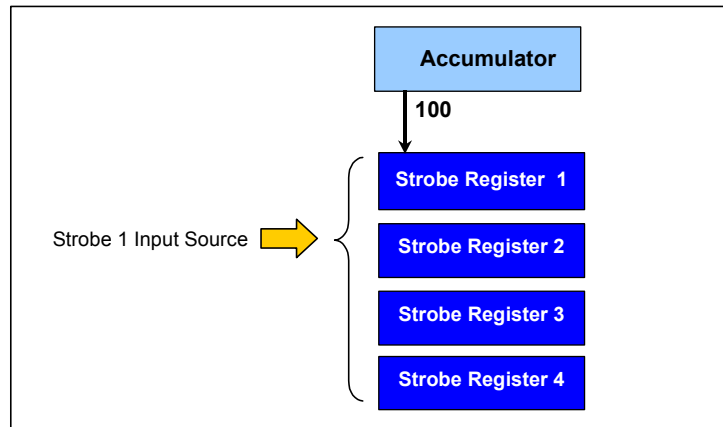 Accumulator
100
Strobe Register 1
Strobe 1 Input Source
Strobe Register 2
Strobe Register 3
Strobe Register 4